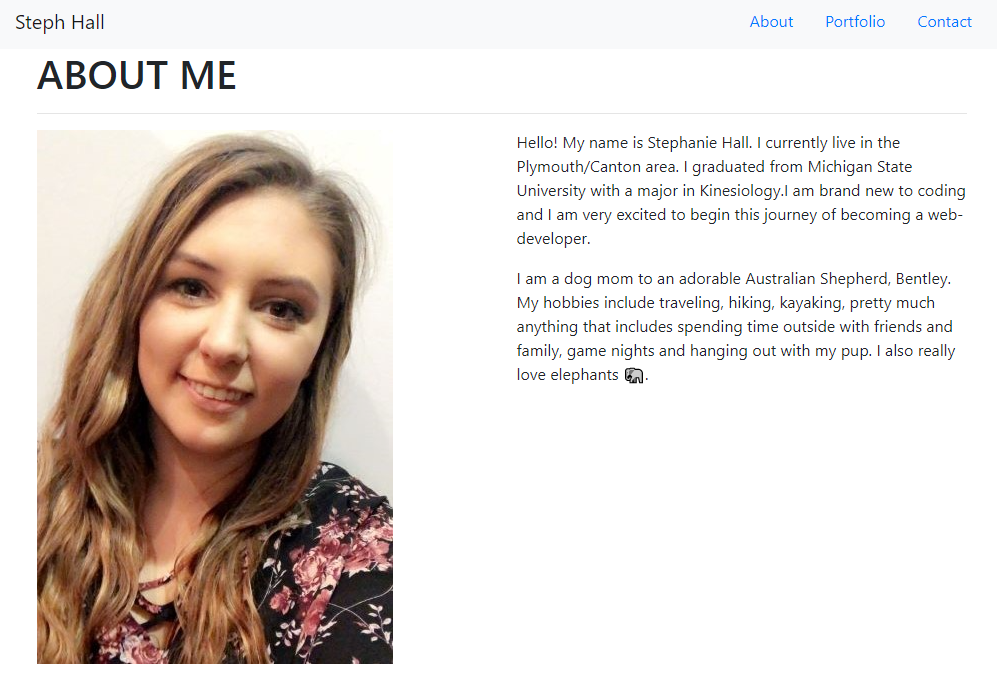 Steph Hall
About
Portfolio
Contact
ABOUT ME
Hello! My name is Stephanie Hall. I currently live in the
Plymouth/Canton area. I graduated from Michigan State
University with a major in Kinesiology.I am brand new to coding
and I am very excited to begin this journey of becoming a web-
developer.
I am a dog mom to an adorable Australian Shepherd, Bentley.
My hobbies include traveling, hiking, kayaking, pretty much
anything that includes spending time outside with friends and
family, game nights and hanging out with my pup. I also really
love elephants 🐘.